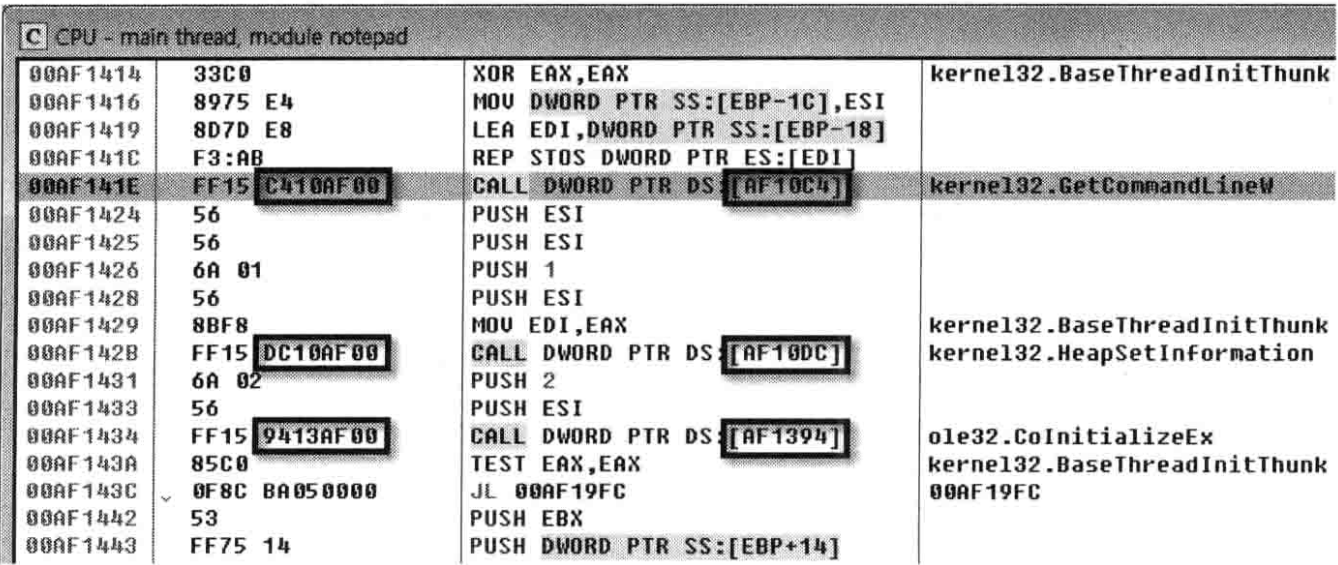 C CPU - main thread, module notepad
00AF1414 33C0 XOR EAX,EAX kernel32.BaseThreadInitThunk
00AF1416 8975 E4 MOV DWORD PTR SS:[EBP-1C],ESI
00AF1419 8D7D E8 LEA EDI,DWORD PTR SS:[EBP-18]
00AF141C F3:AB REP STOS DWORD PTR ES:[EDI]
00AF141E FF15 C410AF00 CALL DWORD PTR DS:[AF10C4] kernel32.GetCommandLineW
00AF1424 56 PUSH ESI
00AF1425 56 PUSH ESI
00AF1426 6A 01 PUSH 1
00AF1428 56 PUSH ESI
00AF1429 8BF8 MOV EDI,EAX kernel32.BaseThreadInitThunk
00AF142B FF15 DC10AF00 CALL DWORD PTR DS:[AF10DC] kernel32.HeapSetInformation
00AF1431 6A 02 PUSH 2
00AF1433 56 PUSH ESI
00AF1434 FF15 9413AF00 CALL DWORD PTR DS:[AF1394] ole32.CoInitializeEx
00AF143A 85C0 TEST EAX,EAX kernel32.BaseThreadInitThunk
00AF143C 0F8C BA050000 JL 00AF19FC 00AF19FC
00AF1442 53 PUSH EBX
00AF1443 FF75 14 PUSH DWORD PTR SS:[EBP+14]